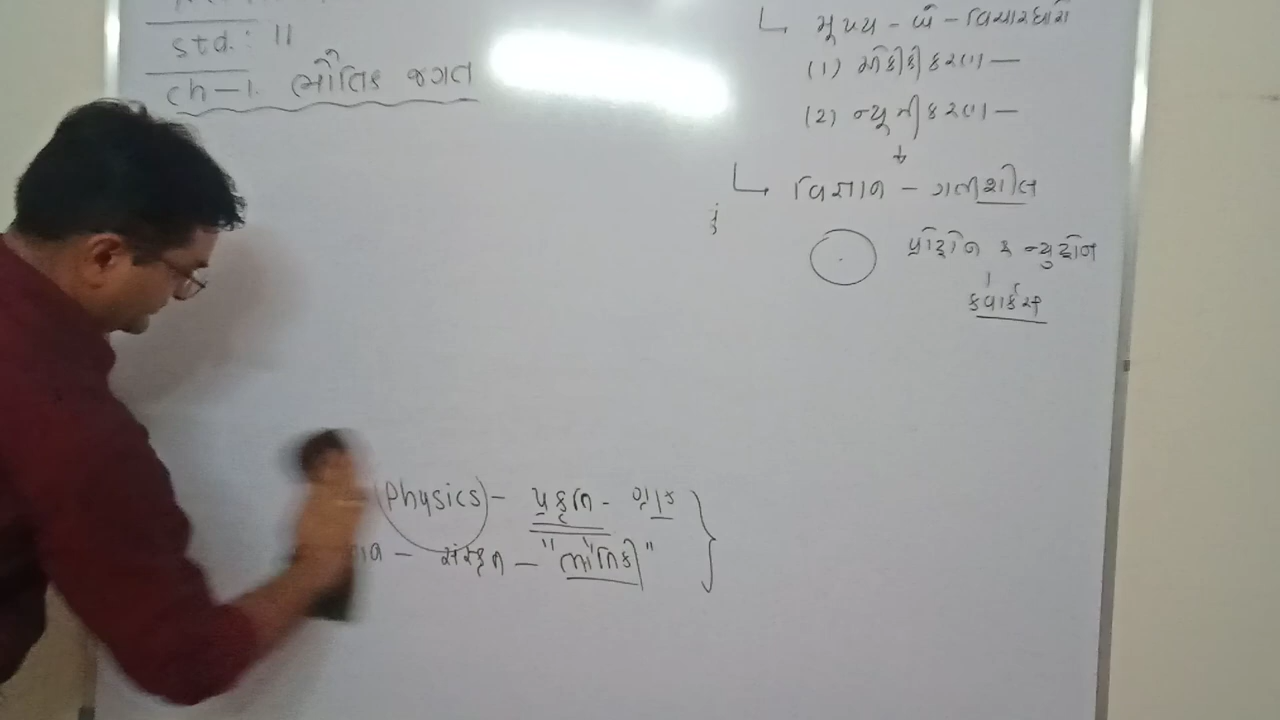 std. : 11
ch-1. ભૌતિક જગત
(Physics) - પ્રકૃતિ - ગ્રીક
- સંસ્કૃત - "ભૌતિકી"
મુખ્ય - બે - વિચારધારા
(1) એકીકીકરણ -
(2) ન્યૂનીકરણ -
વિજ્ઞાન - ગતીશીલ
પ્રોટ્રોન ક ન્યુટ્રોન
ક્વાર્કસ